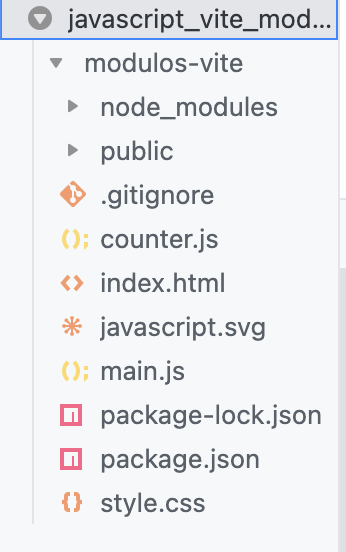 javascript_vite_mod...
modulos-vite
node_modules
public
.gitignore
counter.js
index.html
javascript.svg
main.js
package-lock.json
package.json
style.css